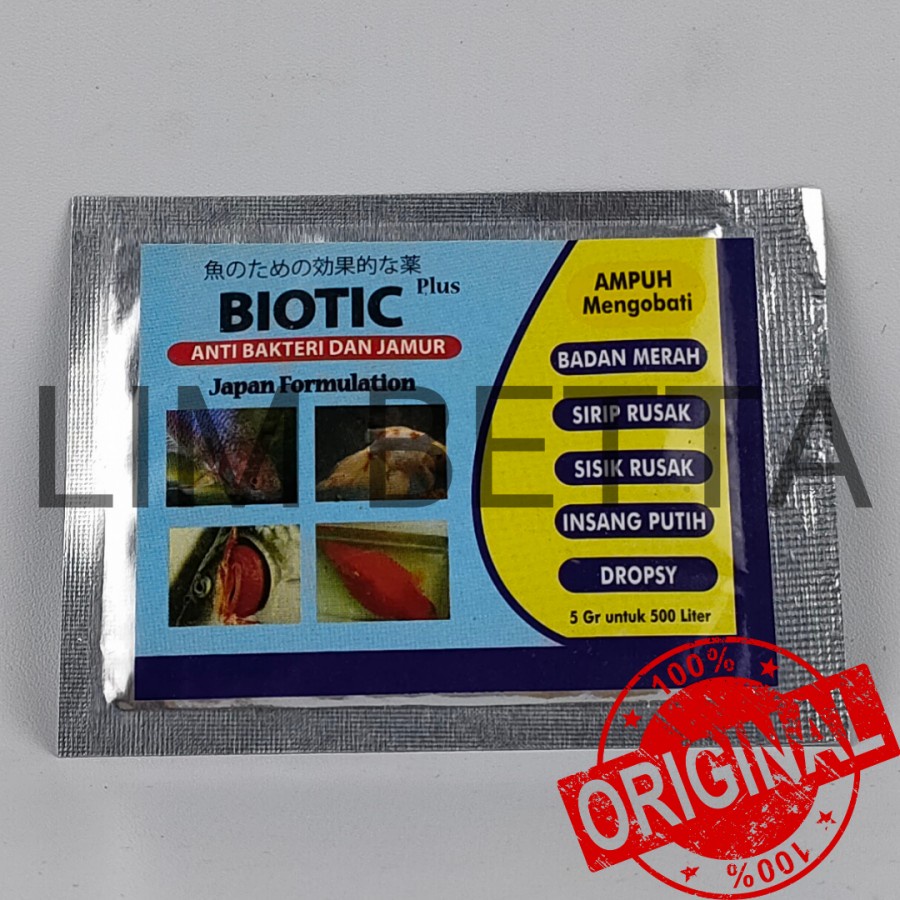 魚のための効果的な薬
BIOTIC Plus
ANTI BAKTERI DAN JAMUR
Japan Formulation
AMPUH
Mengobati
BADAN MERAH
SIRIP RUSAK
SISIK RUSAK
INSANG PUTIH
DROPSY
5 Gr untuk 500 Liter
LIM BETTA
100%
ORIGINAL
100%